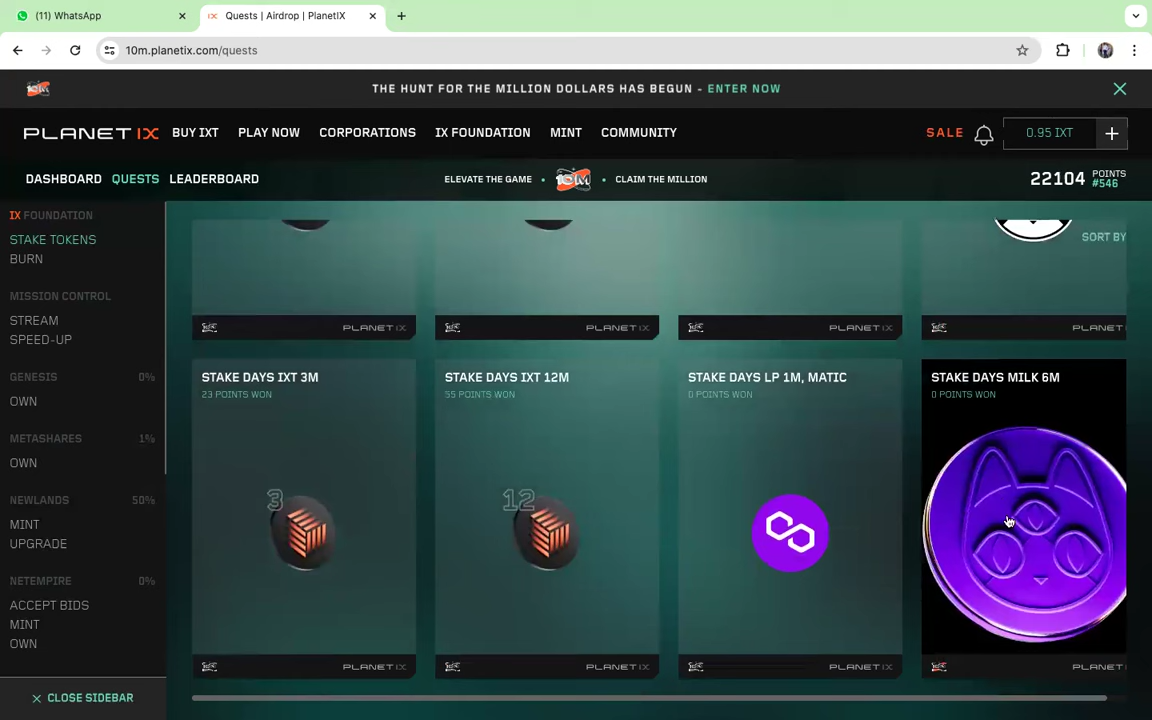 (11) WhatsApp
Quests | Airdrop | PlanetIX
10m.planetix.com/quests
THE HUNT FOR THE MILLION DOLLARS HAS BEGUN - ENTER NOW
PLANET IX
BUY IXT
PLAY NOW
CORPORATIONS
IX FOUNDATION
MINT
COMMUNITY
SALE
0.95 IXT
DASHBOARD
QUESTS
LEADERBOARD
ELEVATE THE GAME
10M
CLAIM THE MILLION
22104
POINTS
#546
IX FOUNDATION
STAKE TOKENS
BURN
MISSION CONTROL
STREAM
SPEED-UP
GENESIS 0%
OWN
METASHARES 1%
OWN
NEWLANDS 50%
MINT
UPGRADE
NETEMPIRE 0%
ACCEPT BIDS
MINT
OWN
CLOSE SIDEBAR
SORT BY
PLANET IX
PLANET IX
PLANET IX
PLANET
STAKE DAYS IXT 3M
23 POINTS WON
3
PLANET IX
STAKE DAYS IXT 12M
55 POINTS WON
12
PLANET IX
STAKE DAYS LP 1M, MATIC
0 POINTS WON
PLANET IX
STAKE DAYS MILK 6M
0 POINTS WON
PLANET